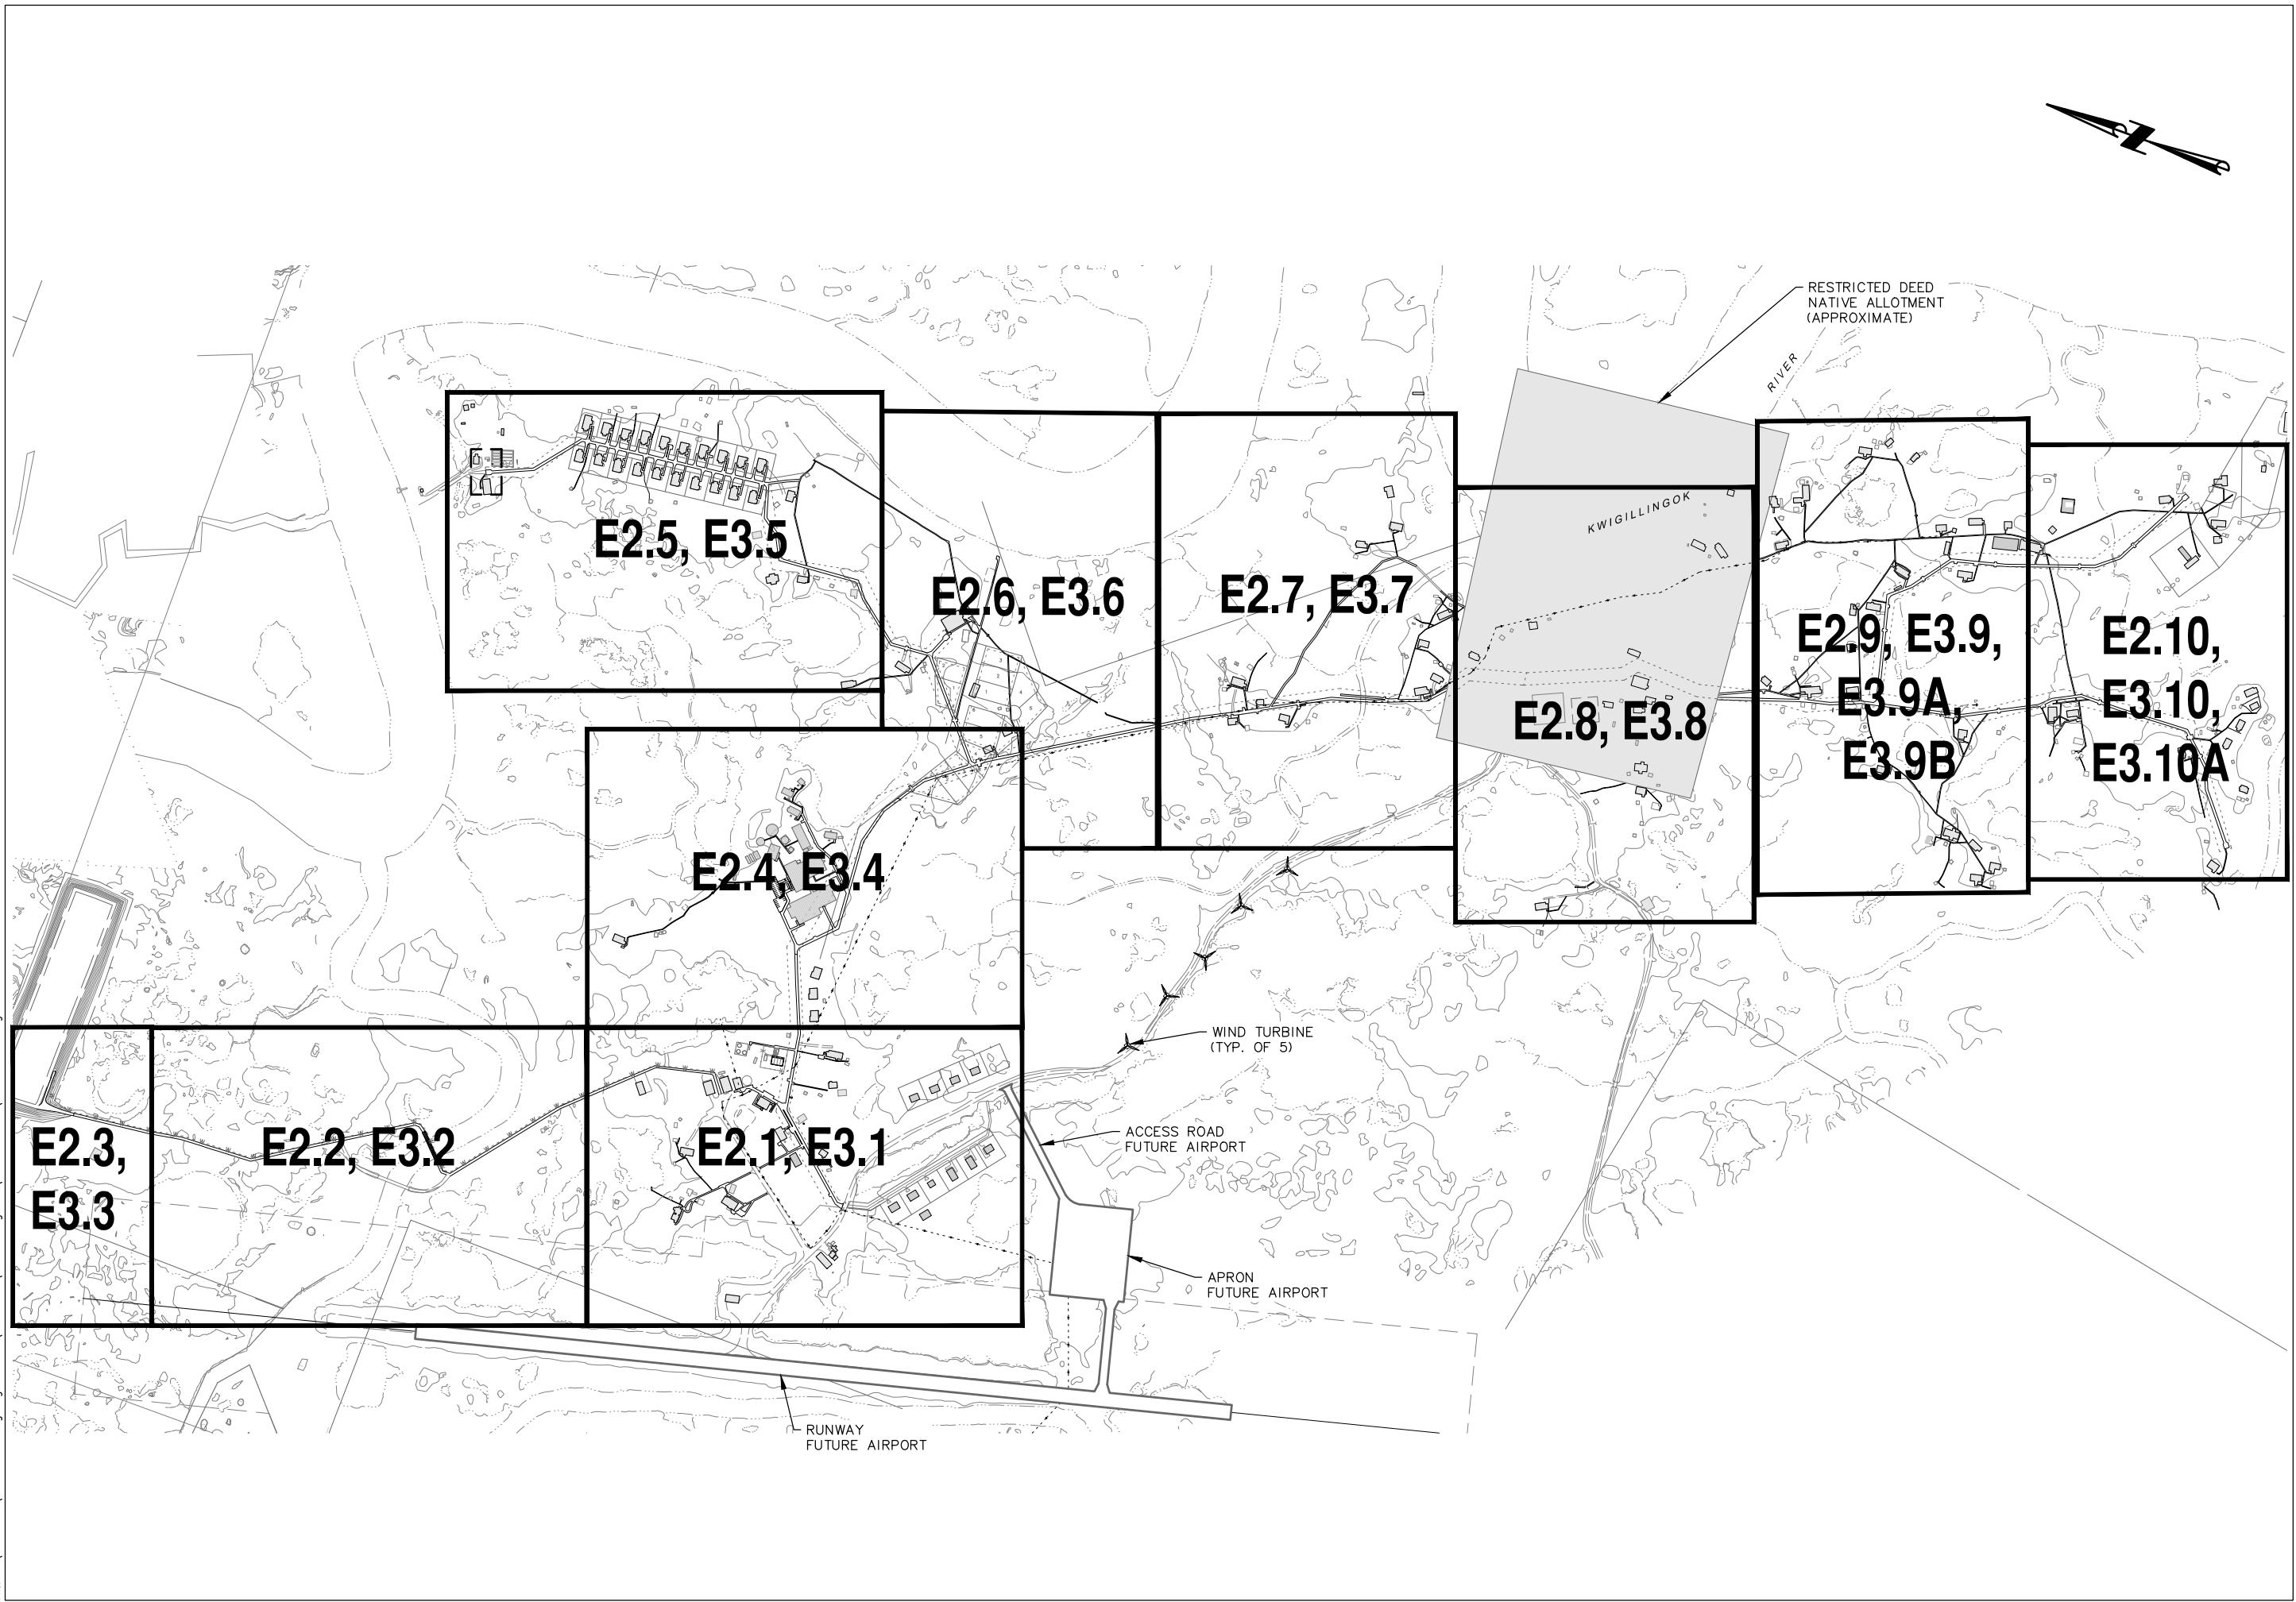 RESTRICTED DEED
NATIVE ALLOTMENT
(APPROXIMATE)
RIVER
KWIGILLINGOK
E2.5, E3.5
E2.6, E3.6
E2.7, E3.7
E2.8, E3.8
E2.9, E3.9,
E3.9A,
E3.9B
E2.10,
E3.10,
E3.10A
E2.4, E3.4
WIND TURBINE
(TYP. OF 5)
E2.3,
E3.3
E2.2, E3.2
E2.1, E3.1
ACCESS ROAD
FUTURE AIRPORT
APRON
FUTURE AIRPORT
RUNWAY
FUTURE AIRPORT